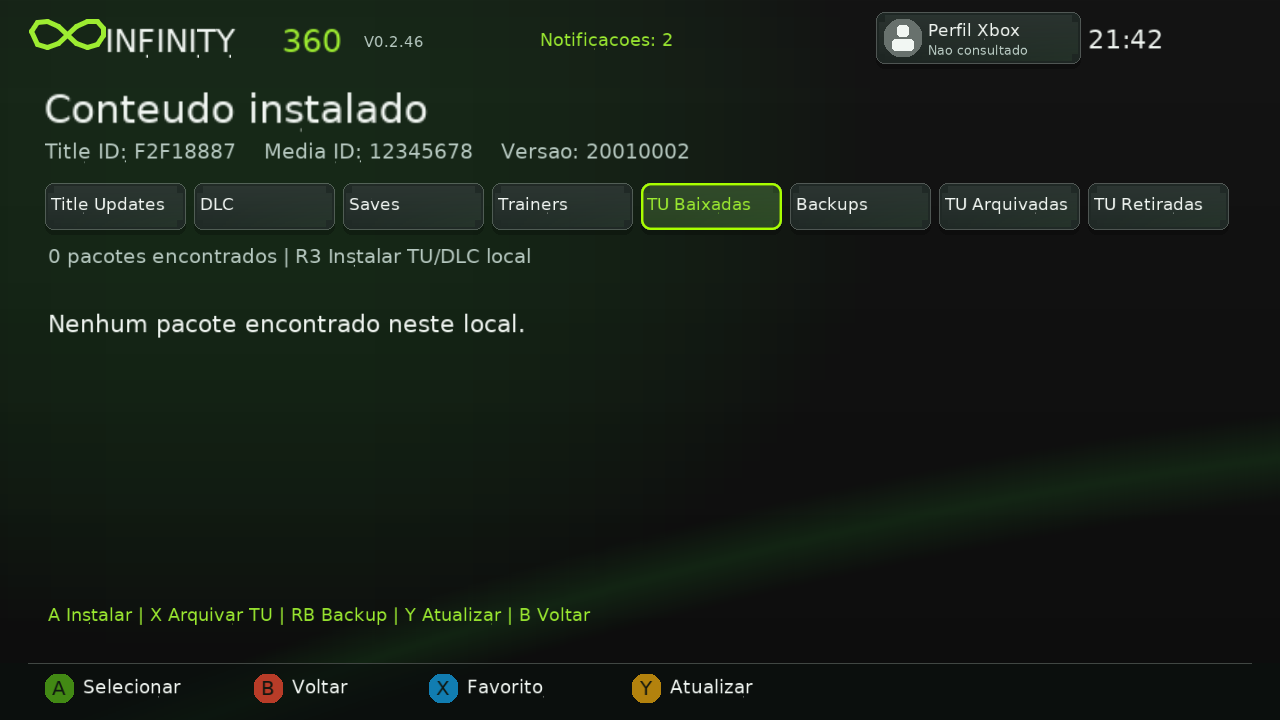 INFINITY 360 V0.2.46 Notificacoes: 2 Perfil Xbox 21:42
Nao consultado
Conteudo instalado
Title ID: F2F18887 Media ID: 12345678 Versao: 20010002
Title Updates DLC Saves Trainers TU Baixadas Backups TU Arquivadas TU Retiradas
0 pacotes encontrados | R3 Instalar TU/DLC local
Nenhum pacote encontrado neste local.
A Instalar | X Arquivar TU | RB Backup | Y Atualizar | B Voltar
A Selecionar B Voltar X Favorito Y Atualizar